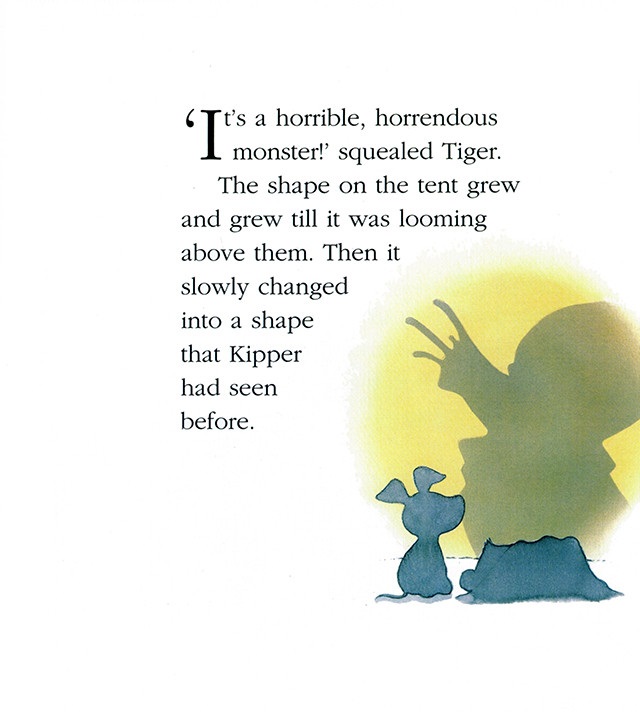 ‘It’s a horrible, horrendous
monster!’ squealed Tiger.
The shape on the tent grew
and grew till it was looming
above them. Then it
slowly changed
into a shape
that Kipper
had seen
before.